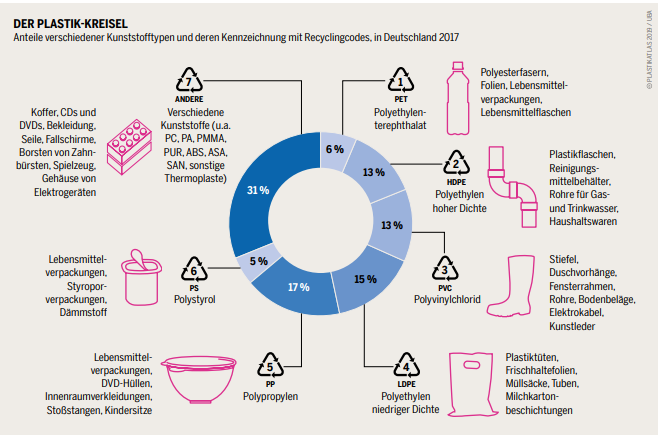 DER PLASTIK-KREISEL
Anteile verschiedener Kunststofftypen und deren Kennzeichnung mit Recyclingcodes, in Deutschland 2017
© PLASTIKATLAS 2019 / UBA
7
ANDERE
Verschiedene
Kunststoffe (u.a.
PC, PA, PMMA,
PUR, ABS, ASA,
SAN, sonstige
Thermoplaste)
Koffer, CDs und
DVDs, Bekleidung,
Seile, Fallschirme,
Borsten von Zahn-
bürsten, Spielzeug,
Gehäuse von
Elektrogeräten
1
PET
Polyethylen-
terephthalat
Polyesterfasern,
Folien, Lebensmittel-
verpackungen,
Lebensmittelflaschen
2
HDPE
Polyethylen
hoher Dichte
Plastikflaschen,
Reinigungs-
mittelbehälter,
Rohre für Gas-
und Trinkwasser,
Haushaltswaren
6 %
13 %
13 %
15 %
17 %
5 %
31 %
6
PS
Polystyrol
Lebensmittel-
verpackungen,
Styropor-
verpackungen,
Dämmstoff
3
PVC
Polyvinylchlorid
Stiefel,
Duschvorhänge,
Fensterrahmen,
Rohre, Bodenbeläge,
Elektrokabel,
Kunstleder
5
PP
Polypropylen
Lebensmittel-
verpackungen,
DVD-Hüllen,
Innenraumverkleidungen,
Stoßstangen, Kindersitze
4
LDPE
Polyethylen
niedriger Dichte
Plastiktüten,
Frischhaltefolien,
Müllsäcke, Tuben,
Milchkarton-
beschichtungen